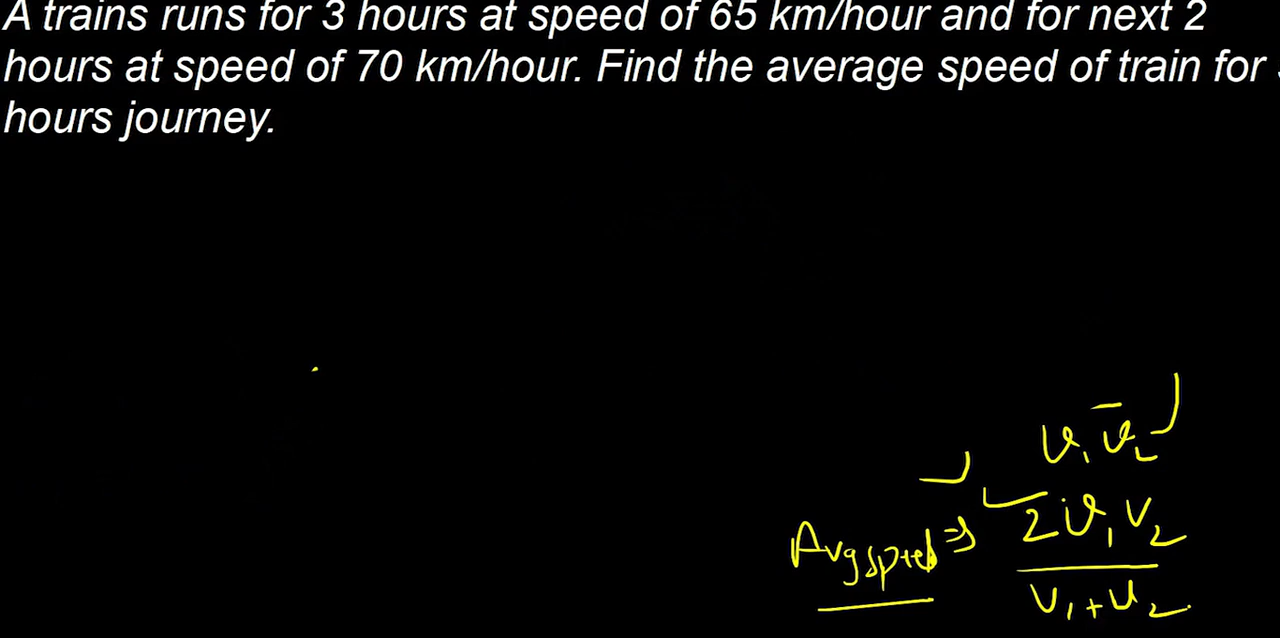 A trains runs for 3 hours at speed of 65 km/hour and for next 2
hours at speed of 70 km/hour. Find the average speed of train for
hours journey.
v₁ v₂
Avg speed ⇒ 2v₁v₂
v₁+v₂